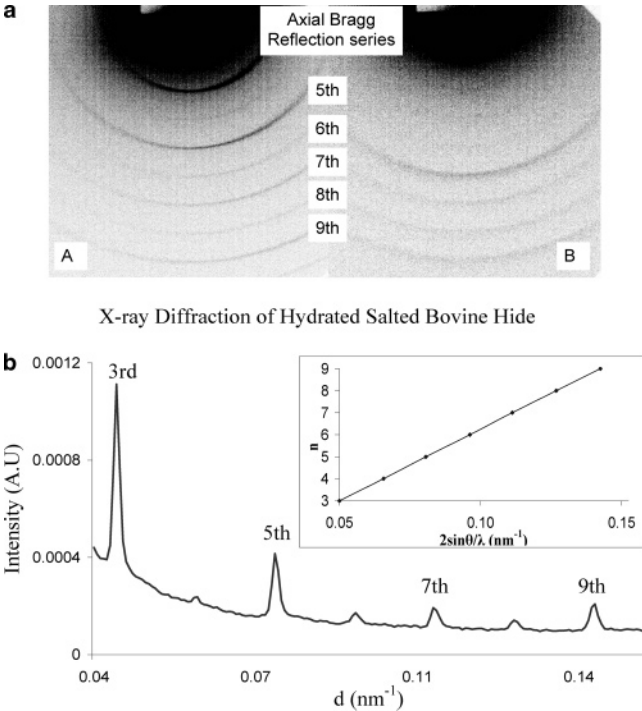 a
Axial Bragg
Reflection series
5th
6th
7th
8th
9th
A
B
X-ray Diffraction of Hydrated Salted Bovine Hide
b
0.0012
0.0008
0.0004
0
Intensity (A.U)
3rd
5th
7th
9th
0.04
0.07
0.11
0.14
d (nm⁻¹)
9
8
7
6
5
4
3
n
0.05
0.10
0.15
2sinθ/λ (nm⁻¹)